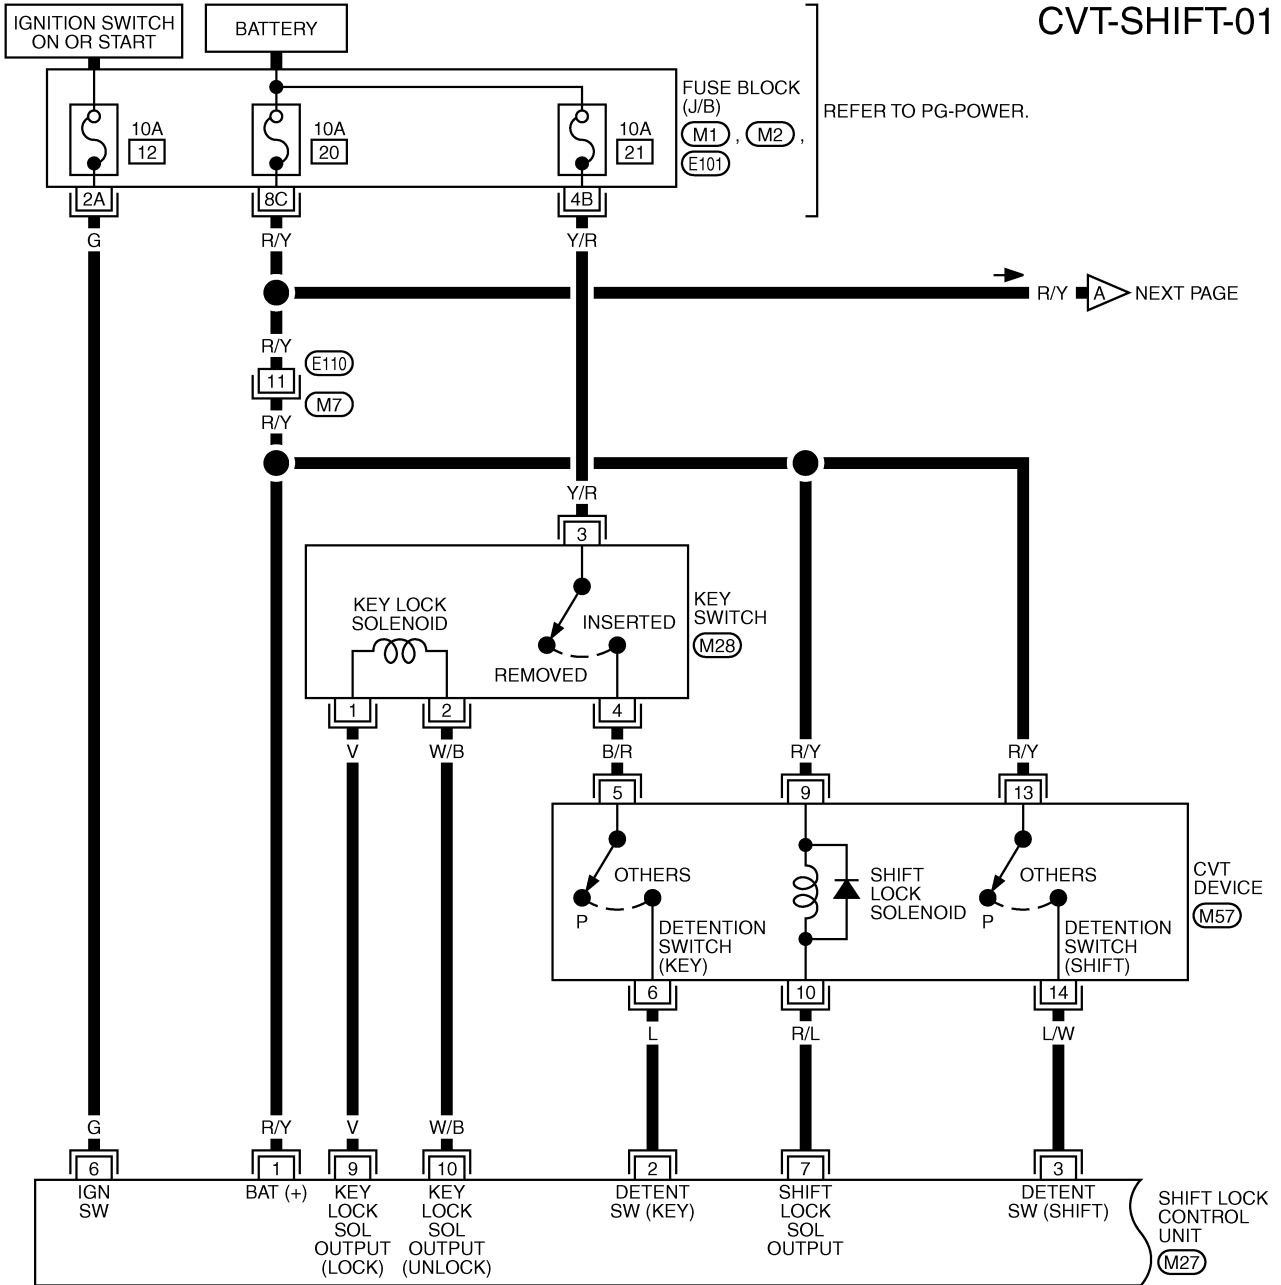 CVT-SHIFT-01
IGNITION SWITCH
ON OR START
BATTERY
FUSE BLOCK
(J/B)
M1 , M2 ,
E101
REFER TO PG-POWER.
10A
12
10A
20
10A
21
2A
8C
4B
G
R/Y
Y/R
R/Y
A
NEXT PAGE
R/Y
E110
11
M7
R/Y
Y/R
3
KEY LOCK
SOLENOID
INSERTED
REMOVED
KEY
SWITCH
M28
1
2
4
V
W/B
B/R
R/Y
R/Y
5
9
13
OTHERS
P
DETENTION
SWITCH
(KEY)
SHIFT
LOCK
SOLENOID
OTHERS
P
DETENTION
SWITCH
(SHIFT)
CVT
DEVICE
M57
6
10
14
L
R/L
L/W
G
R/Y
V
W/B
6
1
9
10
2
7
3
IGN
SW
BAT (+)
KEY
LOCK
SOL
OUTPUT
(LOCK)
KEY
LOCK
SOL
OUTPUT
(UNLOCK)
DETENT
SW (KEY)
SHIFT
LOCK
SOL
OUTPUT
DETENT
SW (SHIFT)
SHIFT LOCK
CONTROL
UNIT
M27